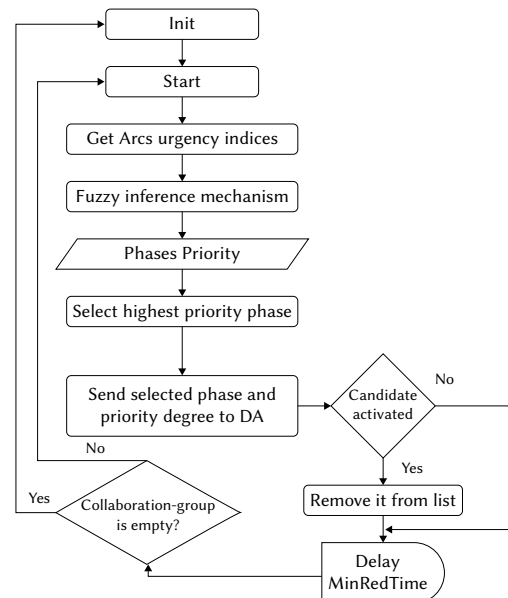 Init
Start
Get Arcs urgency indices
Fuzzy inference mechanism
Phases Priority
Select highest priority phase
Send selected phase and
priority degree to DA
Candidate
activated
No
Yes
Remove it from list
Delay
MinRedTime
Collaboration-group
is empty?
No
Yes